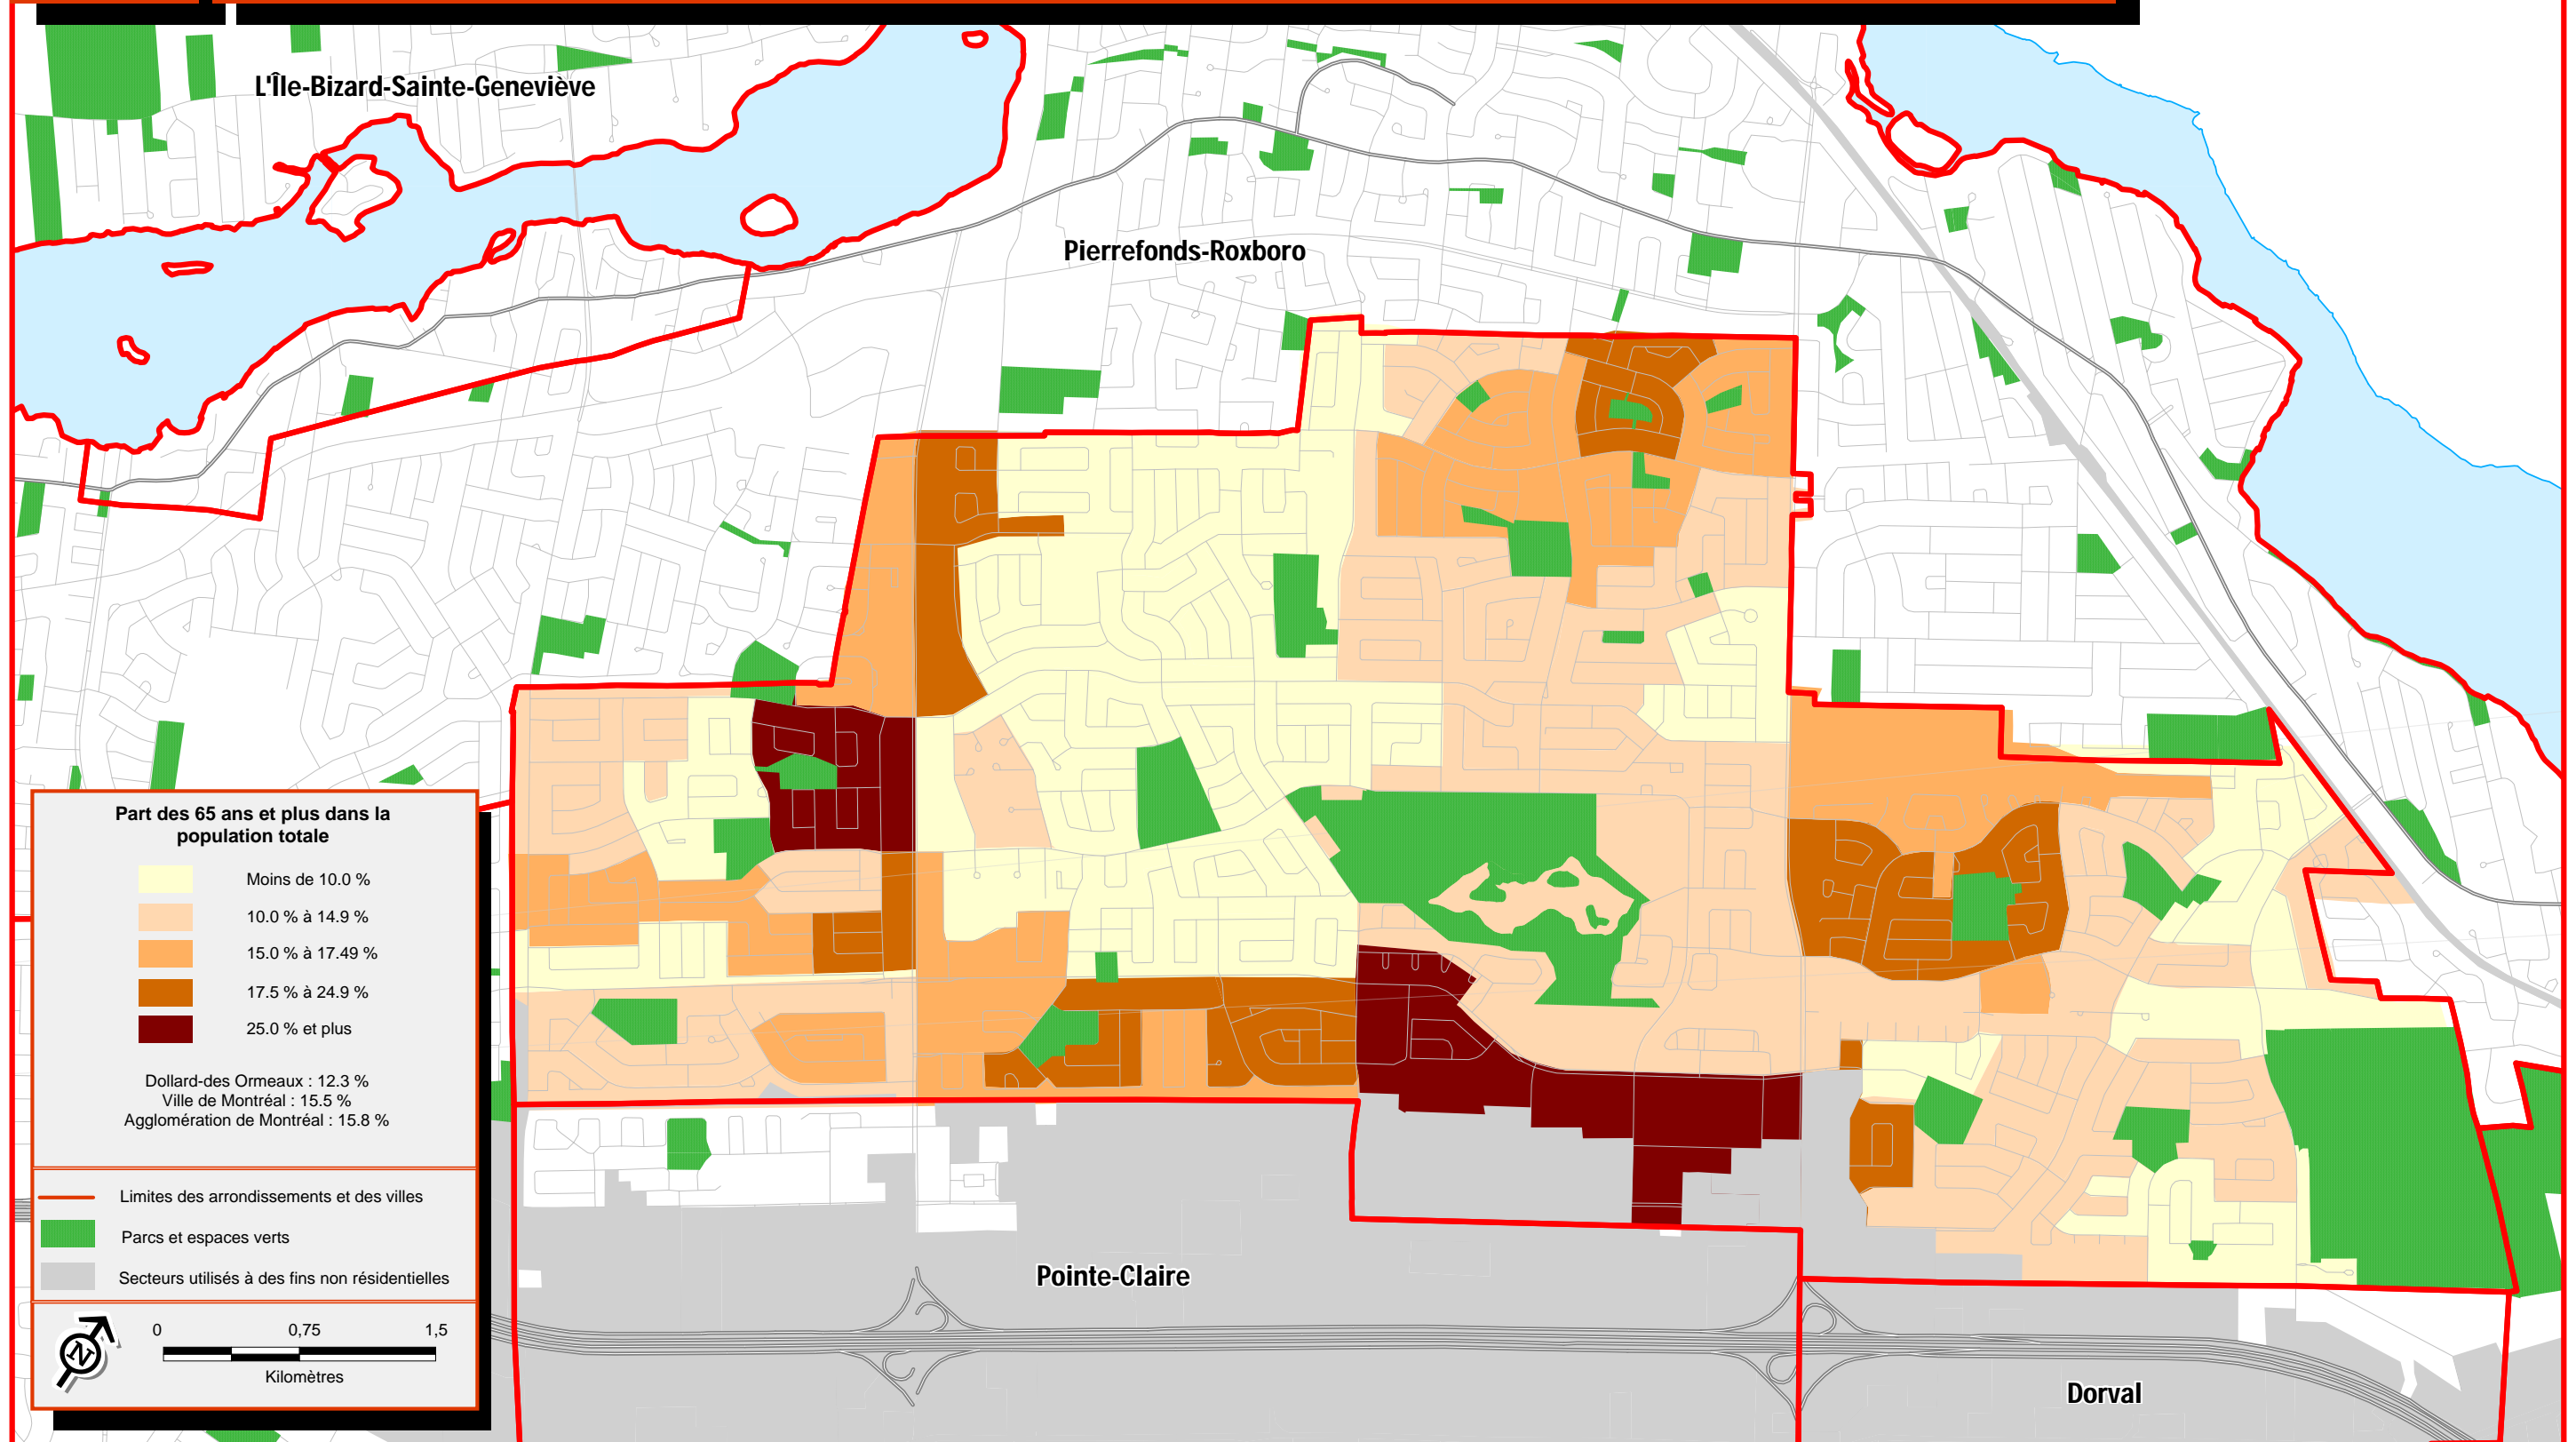 L'Île-Bizard-Sainte-Geneviève
Pierrefonds-Roxboro
Part des 65 ans et plus dans la
population totale
Moins de 10.0 %
10.0 % à 14.9 %
15.0 % à 17.49 %
17.5 % à 24.9 %
25.0 % et plus
Dollard-des Ormeaux : 12.3 %
Ville de Montréal : 15.5 %
Agglomération de Montréal : 15.8 %
Limites des arrondissements et des villes
Parcs et espaces verts
Secteurs utilisés à des fins non résidentielles
N
0 0,75 1,5
Kilomètres
Pointe-Claire
Dorval